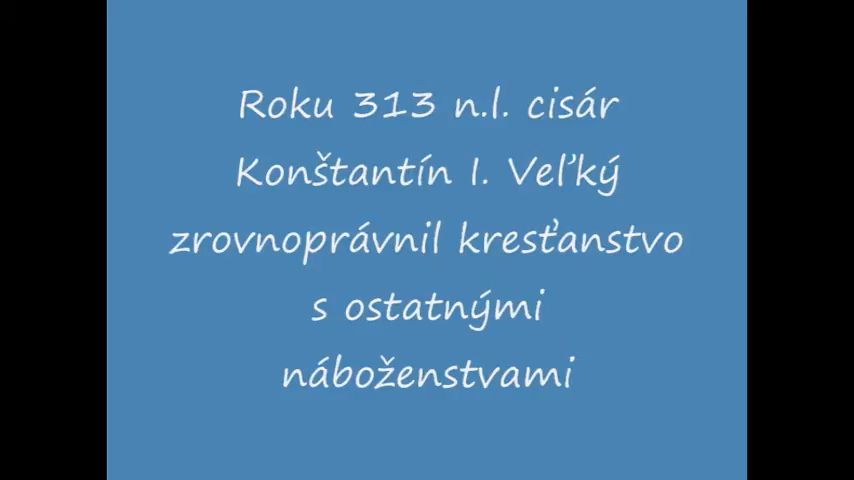 Roku 313 n.l. cisár
Konštantín I. Veľký
zrovnoprávnil kresťanstvo
s ostatnými
náboženstvami